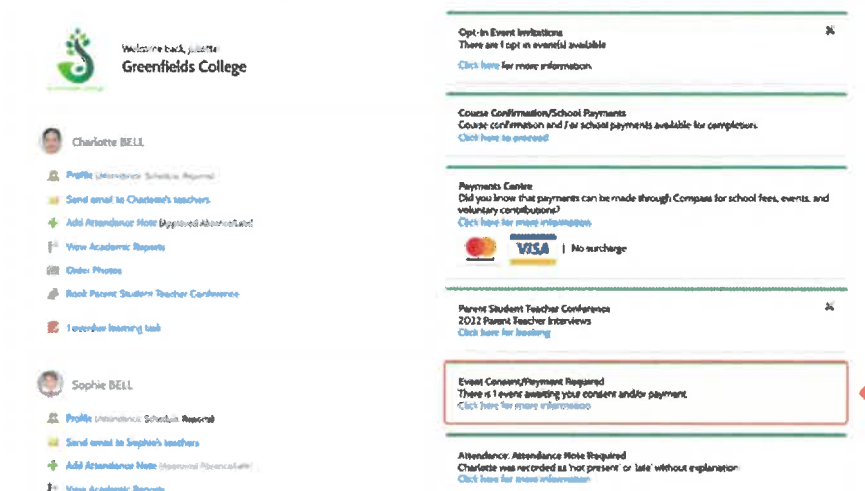 Welcome back, Juliette
Greenfields College
Charlotte BELL
Profile (Attendance, Schedule, Reports)
Send email to Charlotte's teachers
Add Attendance Note (Approved Absence/Late)
View Academic Reports
Order Photos
Book Parent Student Teacher Conference
1 overdue learning task
Sophie BELL
Profile (Attendance, Schedule, Reports)
Send email to Sophie's teachers
Add Attendance Note (Approved Absence/Late)
View Academic Reports
Opt-In Event Invitations
There are 1 opt in event(s) available
Click here for more information.
Course Confirmation/School Payments
Course confirmation and / or school payments available for completion.
Click here to proceed
Payments Centre
Did you know that payments can be made through Compass for school fees, events, and
voluntary contributions?
Click here for more information.
VISA | No surcharge
Parent Student Teacher Conference
2022 Parent Teacher Interviews
Click here for booking
Event Consent/Payment Required
There is 1 event awaiting your consent and/or payment.
Click here for more information
Attendance: Attendance Note Required
Charlotte was recorded as 'not present' or 'late' without explanation
Click here for more information